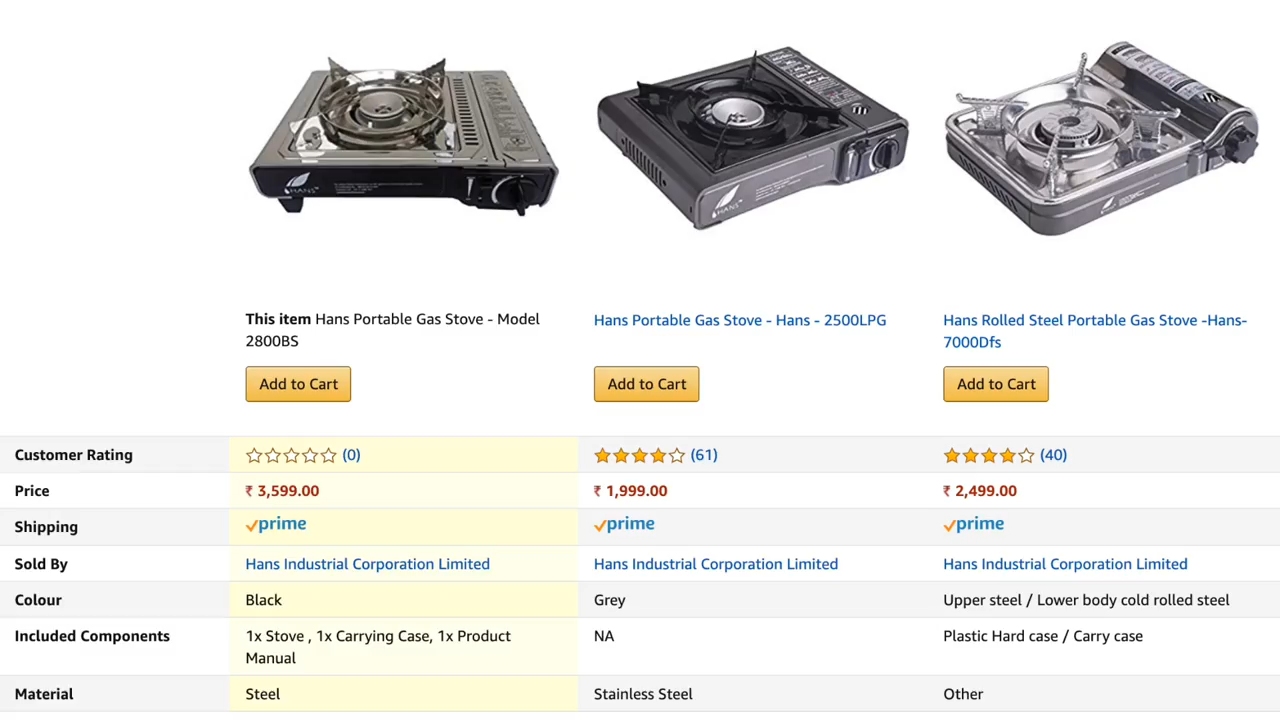 HANS
HANS
This item Hans Portable Gas Stove - Model
2800BS
Hans Portable Gas Stove - Hans - 2500LPG
Hans Rolled Steel Portable Gas Stove -Hans-
7000Dfs
Add to Cart
Add to Cart
Add to Cart
Customer Rating (0) (61) (40)
Price ₹ 3,599.00 ₹ 1,999.00 ₹ 2,499.00
Shipping prime prime prime
Sold By Hans Industrial Corporation Limited Hans Industrial Corporation Limited Hans Industrial Corporation Limited
Colour Black Grey Upper steel / Lower body cold rolled steel
Included Components 1x Stove , 1x Carrying Case, 1x Product NA Plastic Hard case / Carry case
Manual
Material Steel Stainless Steel Other